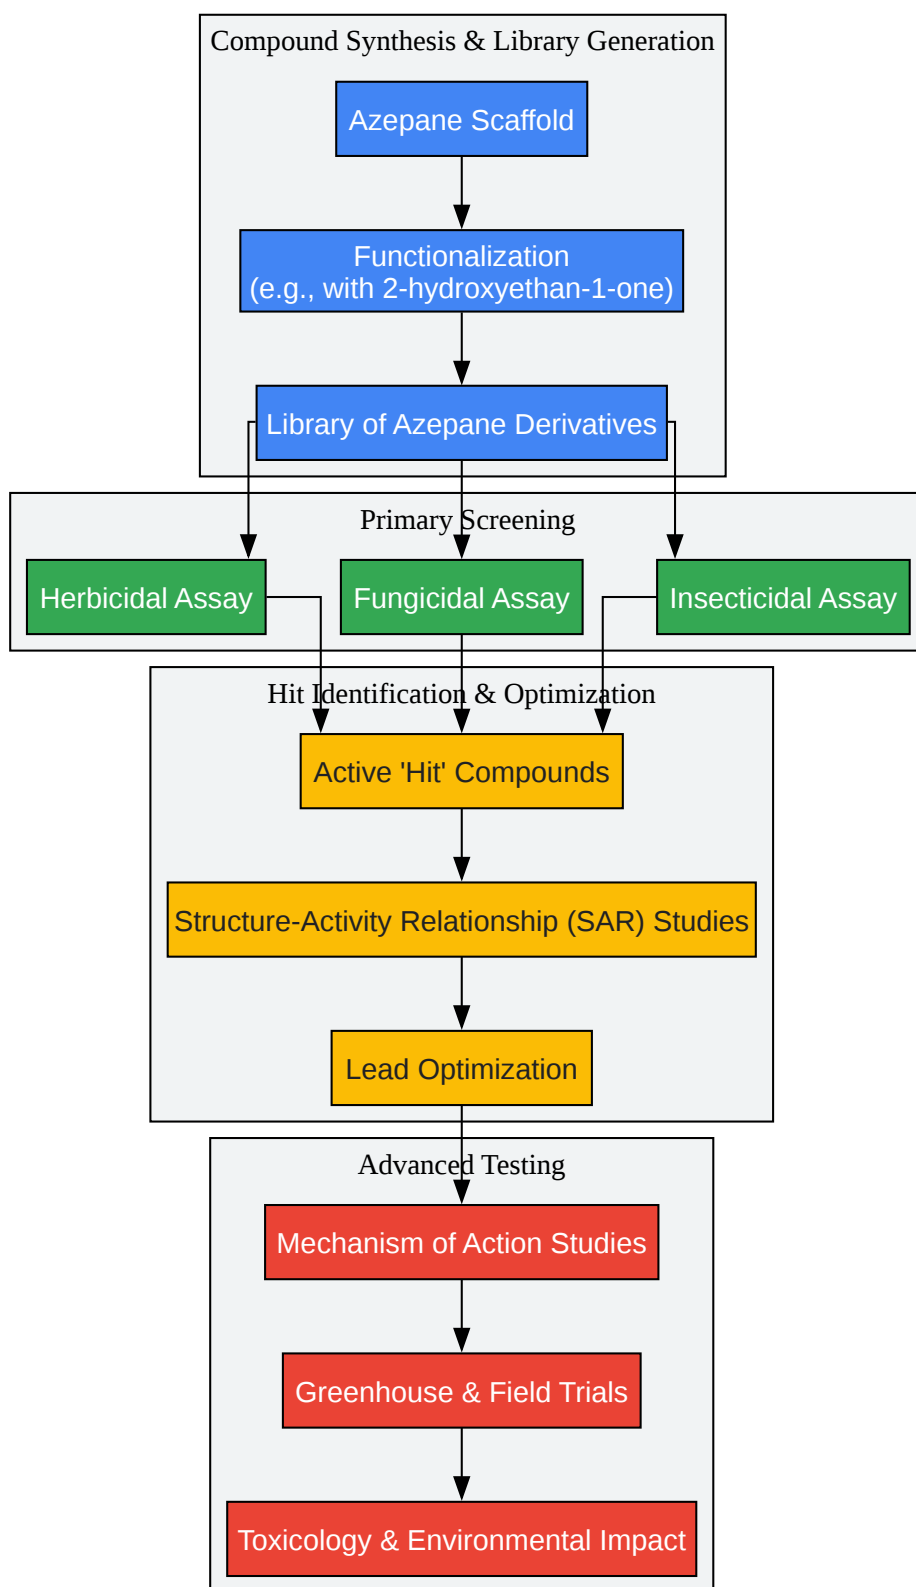 Compound Synthesis & Library Generation
Azepane Scaffold
Functionalization
(e.g., with 2-hydroxyethan-1-one)
Library of Azepane Derivatives
Primary Screening
Herbicidal Assay
Fungicidal Assay
Insecticidal Assay
Hit Identification & Optimization
Active 'Hit' Compounds
Structure-Activity Relationship (SAR) Studies
Lead Optimization
Advanced Testing
Mechanism of Action Studies
Greenhouse & Field Trials
Toxicology & Environmental Impact